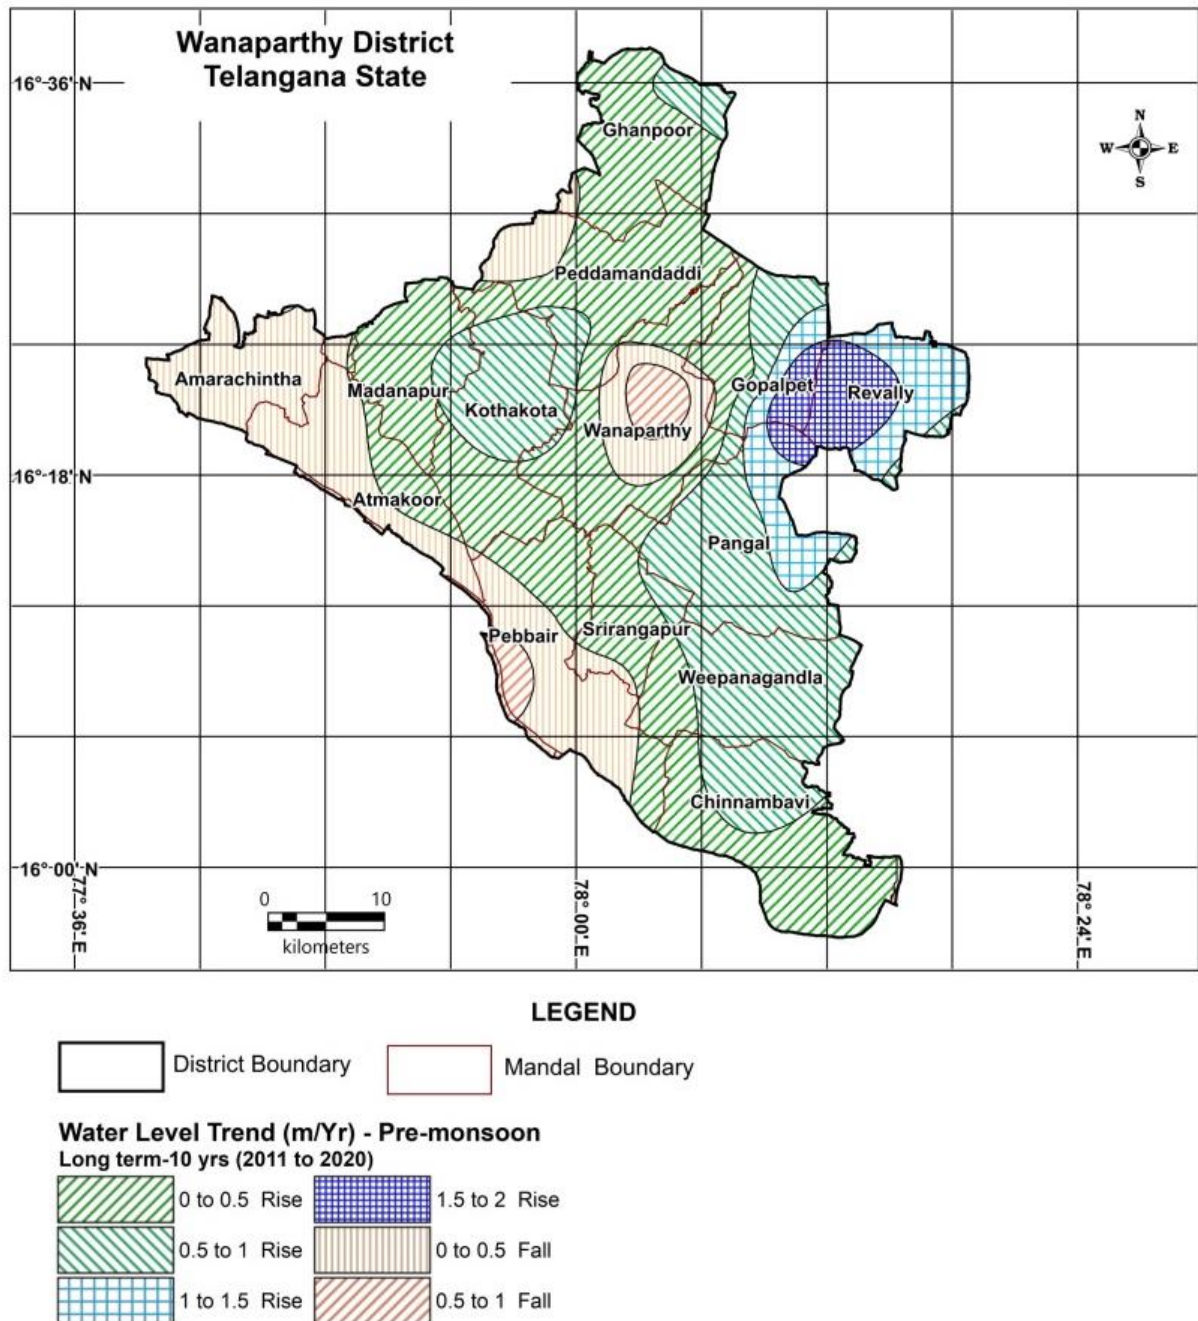 Wanaparthy District
Telangana State
16° 36' N
N
W E
S
Ghanpoor
Peddamandaddi
Amarachintha
Madanapur
Kothakota
Wanaparthy
Gopalpet
Revally
16° 18' N
Atmakoor
Pangal
Pebbair
Srirangapur
Weepanagandla
Chinnambavi
16° 00' N
77° 36' E
78° 00' E
78° 24' E
0 10
kilometers
LEGEND
District Boundary
Mandal Boundary
Water Level Trend (m/Yr) - Pre-monsoon
Long term-10 yrs (2011 to 2020)
0 to 0.5 Rise
1.5 to 2 Rise
0.5 to 1 Rise
0 to 0.5 Fall
1 to 1.5 Rise
0.5 to 1 Fall